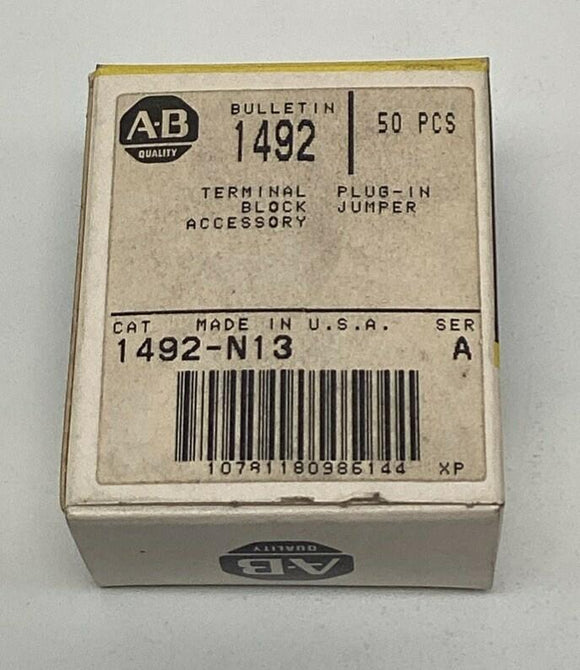 A-B
QUALITY
BULLETIN
1492
50 PCS
TERMINAL PLUG-IN
BLOCK JUMPER
ACCESSORY
CAT MADE IN U.S.A. SER
1492-N13 A
10781180986144 XP
A-B
QUALITY